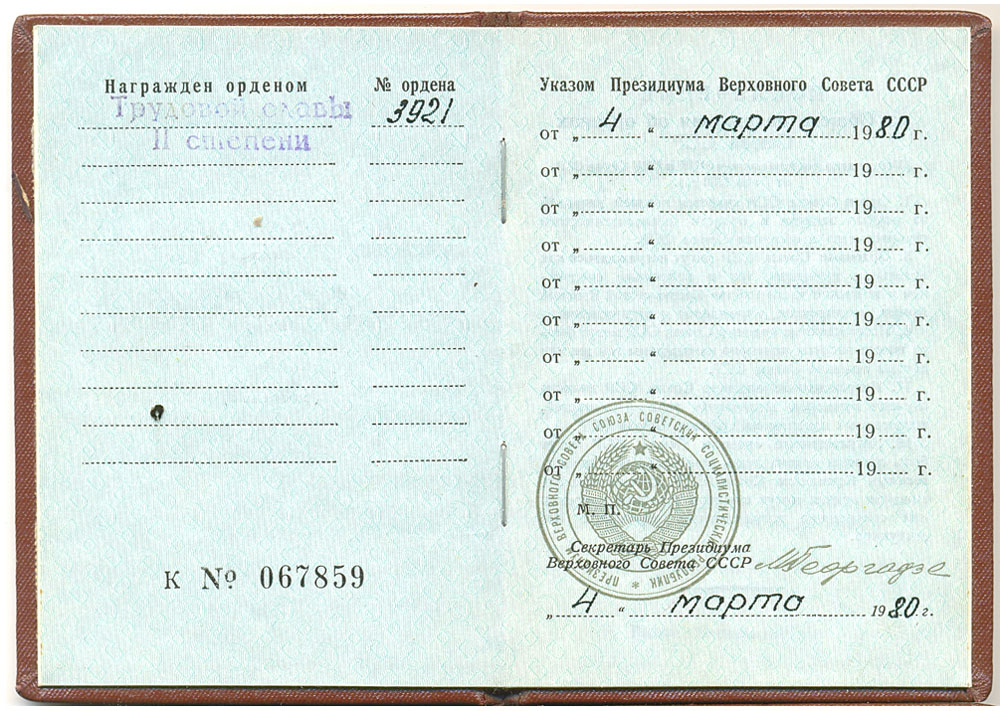 Награжден орденом
№ ордена
Трудовой славы
3921
II степени
К № 067859
Указом Президиума Верховного Совета СССР
от „ 4 “ марта 1980 г.
от „ “ 19 г.
от „ “ 19 г.
от „ “ 19 г.
от „ “ 19 г.
от „ “ 19 г.
от „ “ 19 г.
от „ “ 19 г.
от „ “ 19 г.
от „ “ 19 г.
ПРЕЗИДИУМ ВЕРХОВНОГО СОВЕТА СОЮЗА СОВЕТСКИХ СОЦИАЛИСТИЧЕСКИХ РЕСПУБЛИК
М. П.
Секретарь Президиума
Верховного Совета СССР МГеоргадзе
„ 4 “ марта 1980 г.